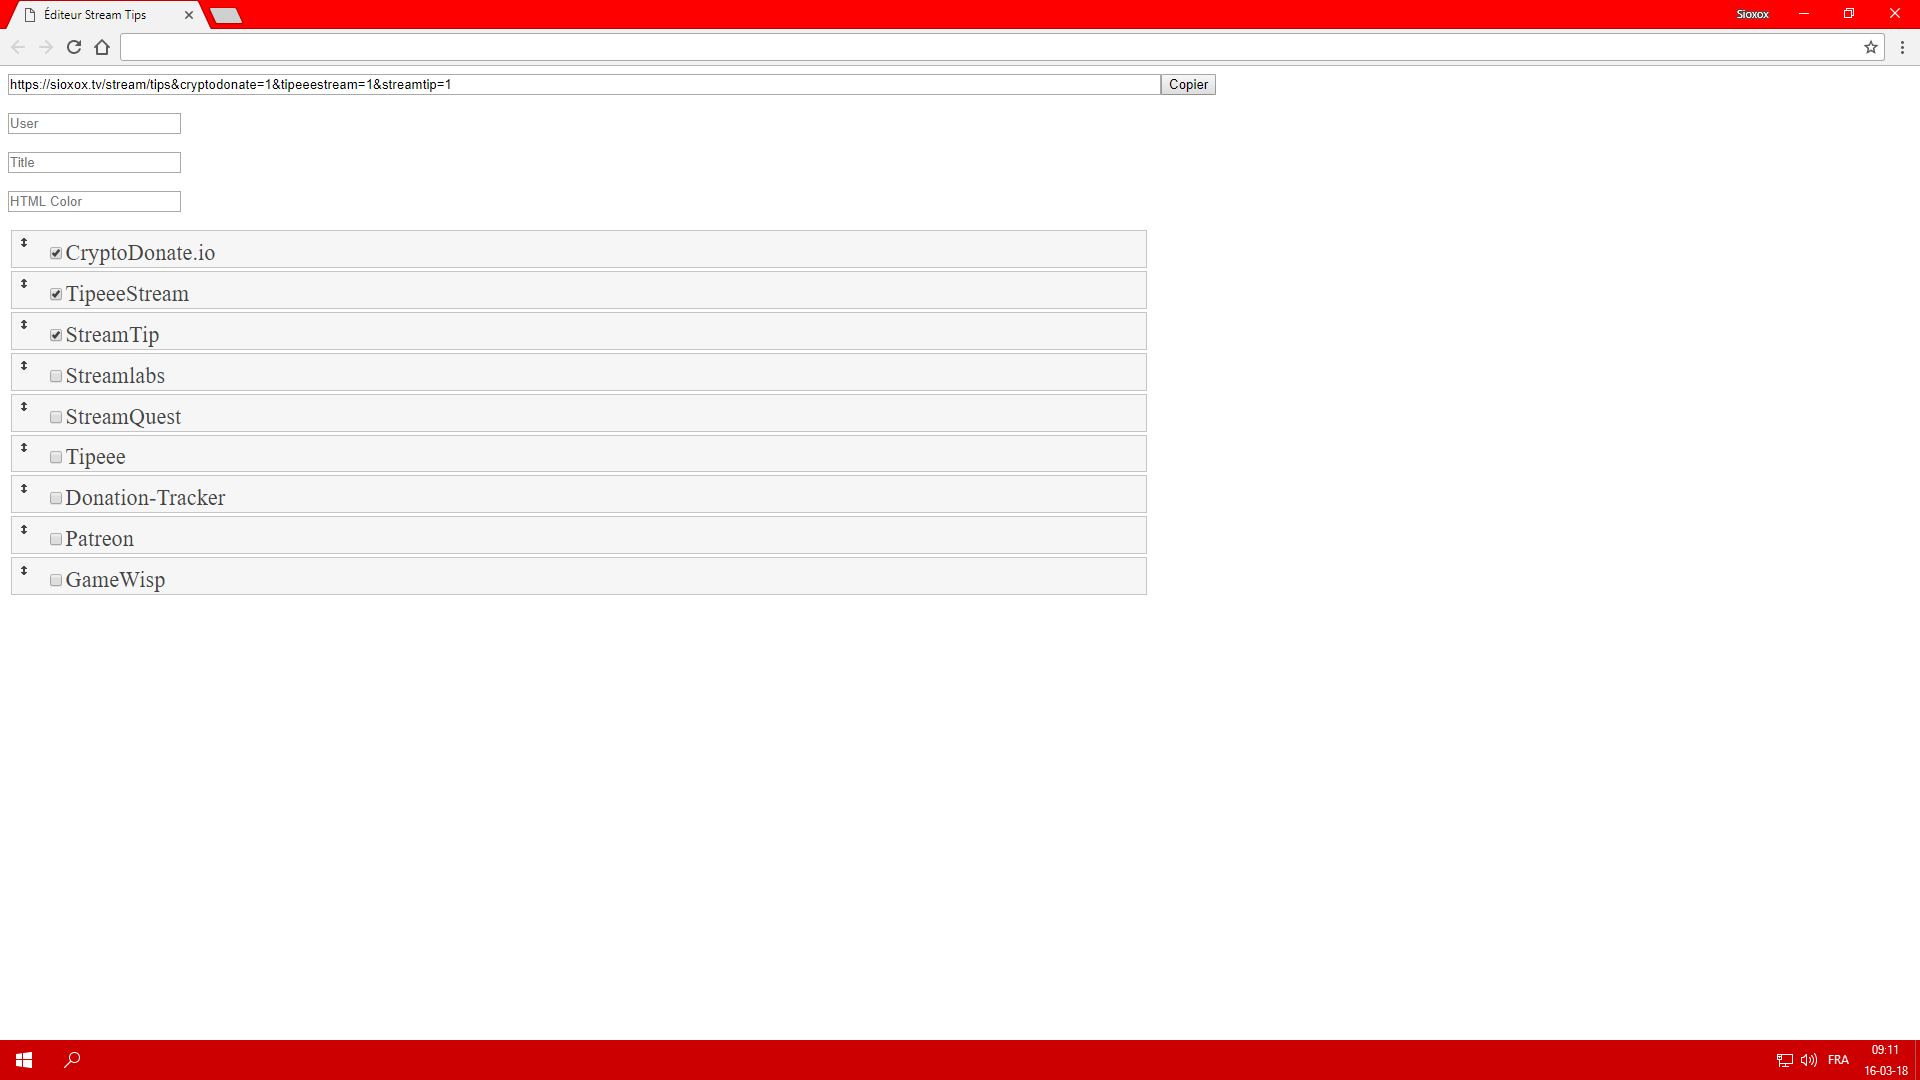 Éditeur Stream Tips
Sioxox
https://sioxox.tv/stream/tips&cryptodonate=1&tipeeestream=1&streamtip=1
Copier
User
Title
HTML Color
CryptoDonate.io
TipeeeStream
StreamTip
Streamlabs
StreamQuest
Tipeee
Donation-Tracker
Patreon
GameWisp
FRA
09:11
16-03-18